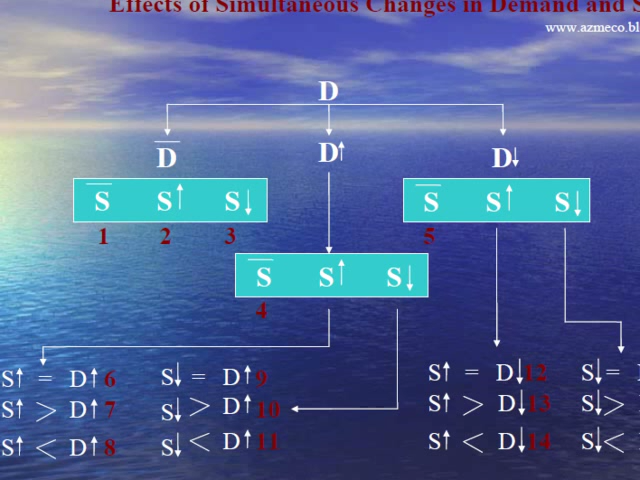 Effects of Simultaneous Changes in Demand and S
www.azmeco.bl
D
D̅ D↑ D↓
S̅ S↑ S↓ S̅ S↑ S↓
1 2 3 5
S̅ S↑ S↓
4
S↑ = D↑ 6 S↓ = D↑ 9 S↑ = D↓ 12 S↓ =
S↑ > D↑ 7 S↓ > D↑ 10 S↑ > D↓ 13 S↓ >
S↑ < D↑ 8 S↓ < D↑ 11 S↑ < D↓ 14 S↓ <